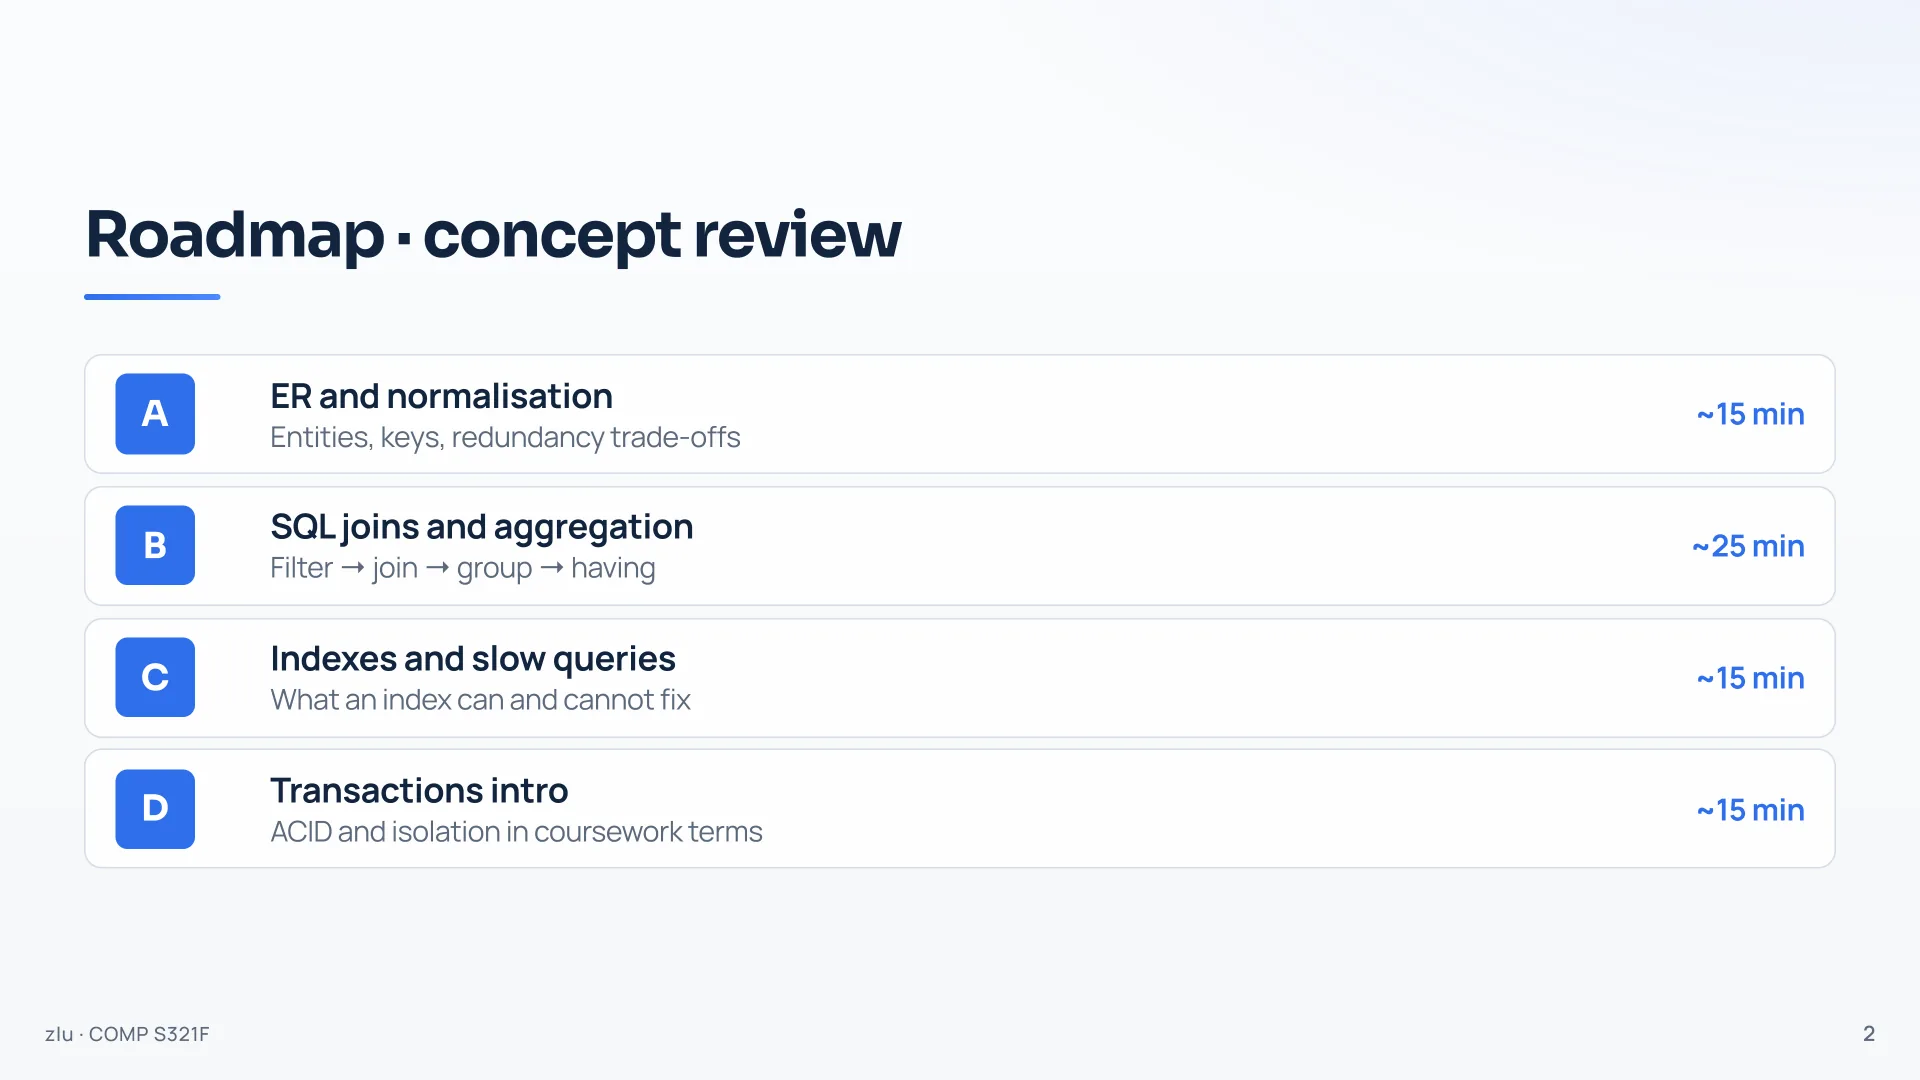 Roadmap · concept review
A
ER and normalisation
Entities, keys, redundancy trade-offs
~15 min
B
SQL joins and aggregation
Filter → join → group → having
~25 min
C
Indexes and slow queries
What an index can and cannot fix
~15 min
D
Transactions intro
ACID and isolation in coursework terms
~15 min
zlu · COMP S321F
2